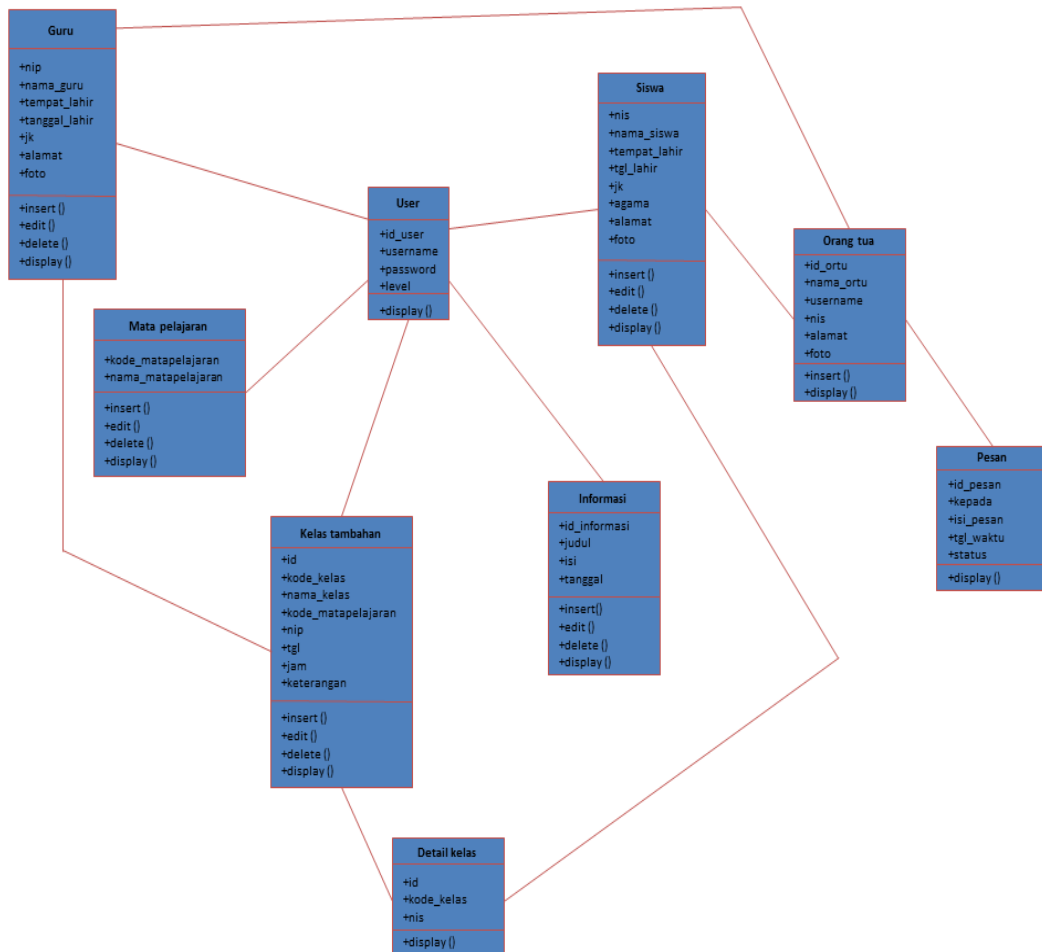 Guru
+nip
+nama_guru
+tempat_lahir
+tanggal_lahir
+jk
+alamat
+foto
+insert ()
+edit ()
+delete ()
+display ()
Siswa
+nis
+nama_siswa
+tempat_lahir
+tgl_lahir
+jk
+agama
+alamat
+foto
+insert ()
+edit ()
+delete ()
+display ()
User
+id_user
+username
+password
+level
+display ()
Orang tua
+id_ortu
+nama_ortu
+username
+nis
+alamat
+foto
+insert ()
+display ()
Mata pelajaran
+kode_matapelajaran
+nama_matapelajaran
+insert ()
+edit ()
+delete ()
+display ()
Pesan
+id_pesan
+kepada
+isi_pesan
+tgl_waktu
+status
+display ()
Informasi
+id_informasi
+judul
+isi
+tanggal
+insert()
+edit ()
+delete ()
+display ()
Kelas tambahan
+id
+kode_kelas
+nama_kelas
+kode_matapelajaran
+nip
+tgl
+jam
+keterangan
+insert ()
+edit ()
+delete ()
+display ()
Detail kelas
+id
+kode_kelas
+nis
+display ()